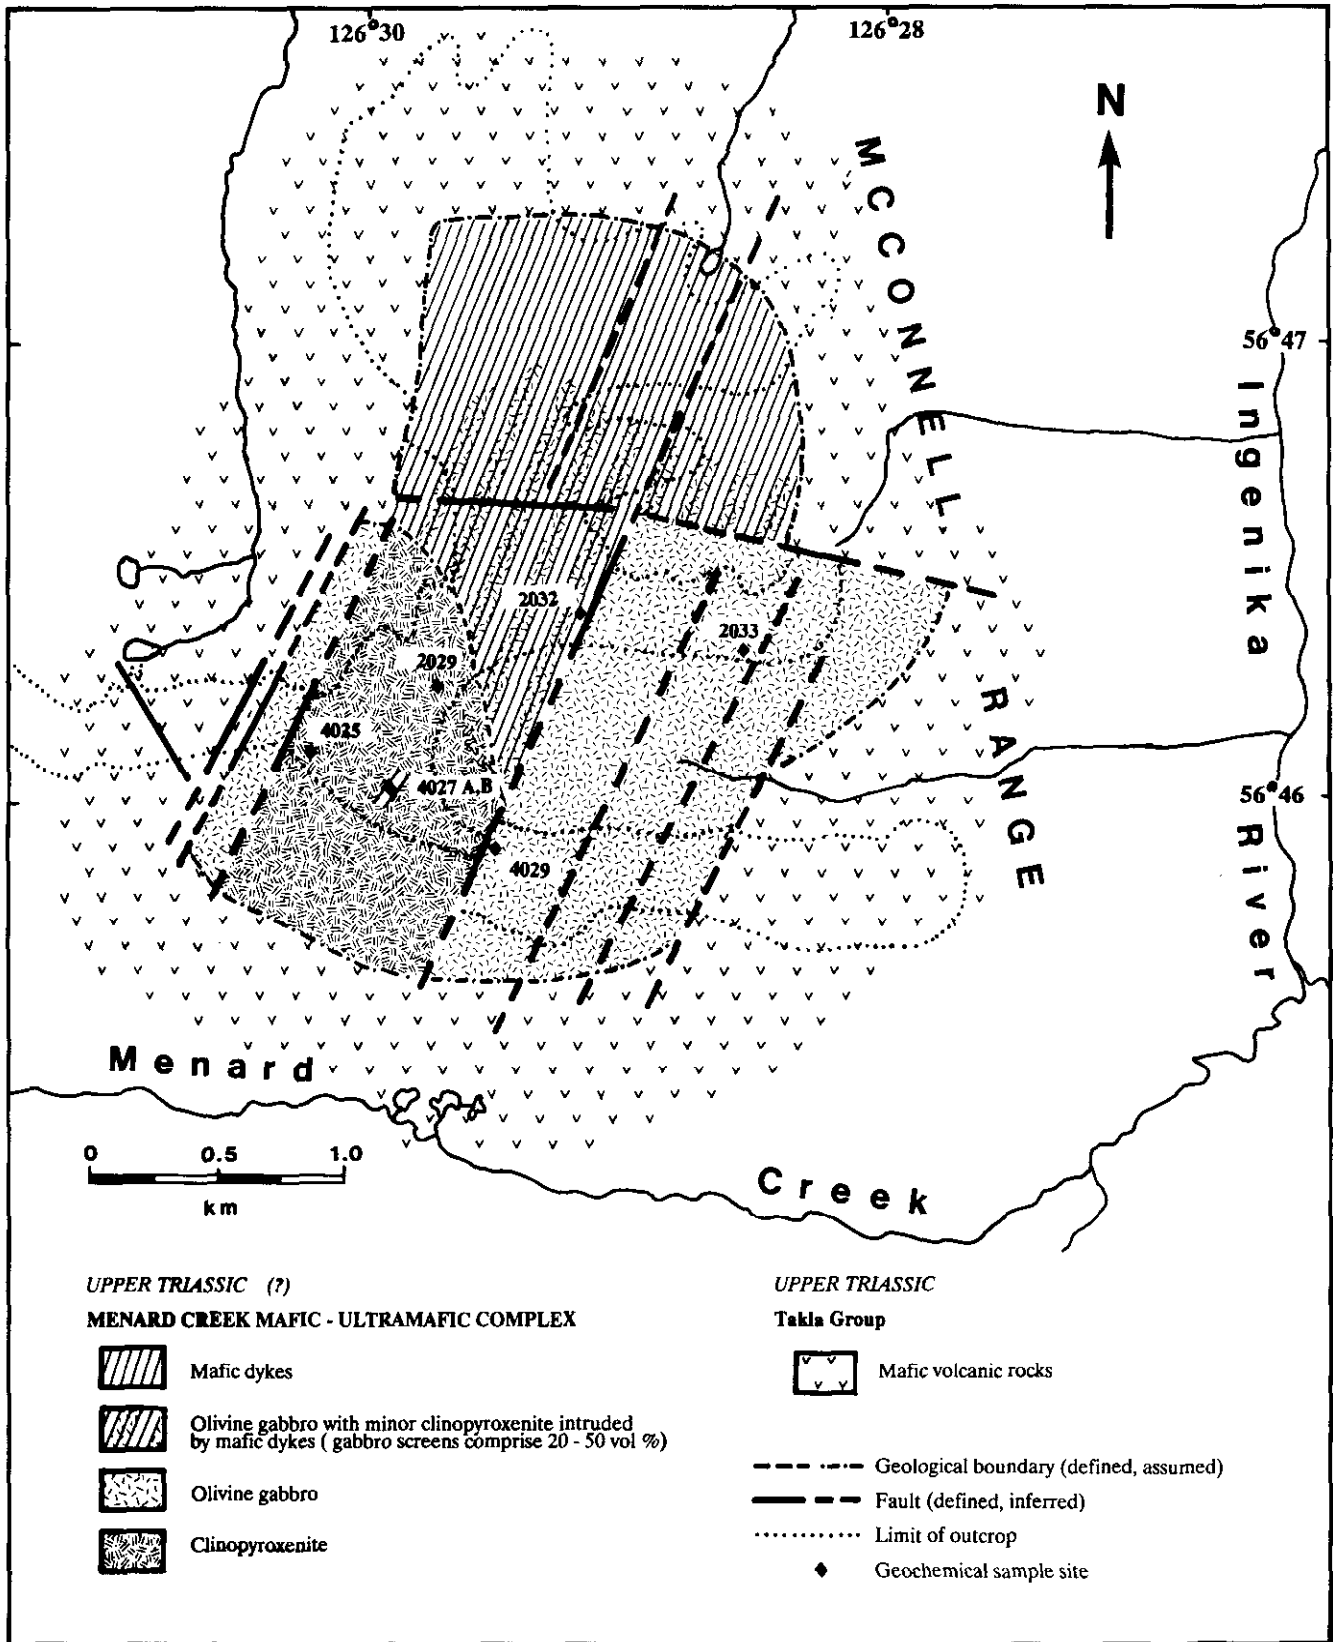 126°30
126°28
N
MCCONNELL RANGE
56°47
Ingenika River
2032
2033
2029
4025
4027 A,B
56°46
4029
Menard Creek
0 0.5 1.0
km
UPPER TRIASSIC (?)
MENARD CREEK MAFIC - ULTRAMAFIC COMPLEX
Mafic dykes
Olivine gabbro with minor clinopyroxenite intruded
by mafic dykes ( gabbro screens comprise 20 - 50 vol %)
Olivine gabbro
Clinopyroxenite
UPPER TRIASSIC
Takla Group
Mafic volcanic rocks
Geological boundary (defined, assumed)
Fault (defined, inferred)
Limit of outcrop
Geochemical sample site